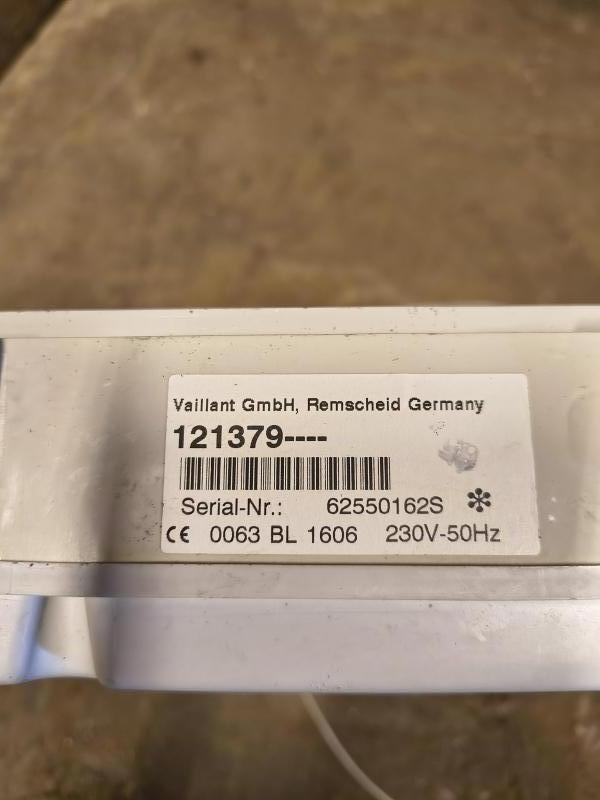 Vaillant GmbH, Remscheid Germany
121379----
Serial-Nr.: 62550162S ✻
CE 0063 BL 1606 230V-50Hz